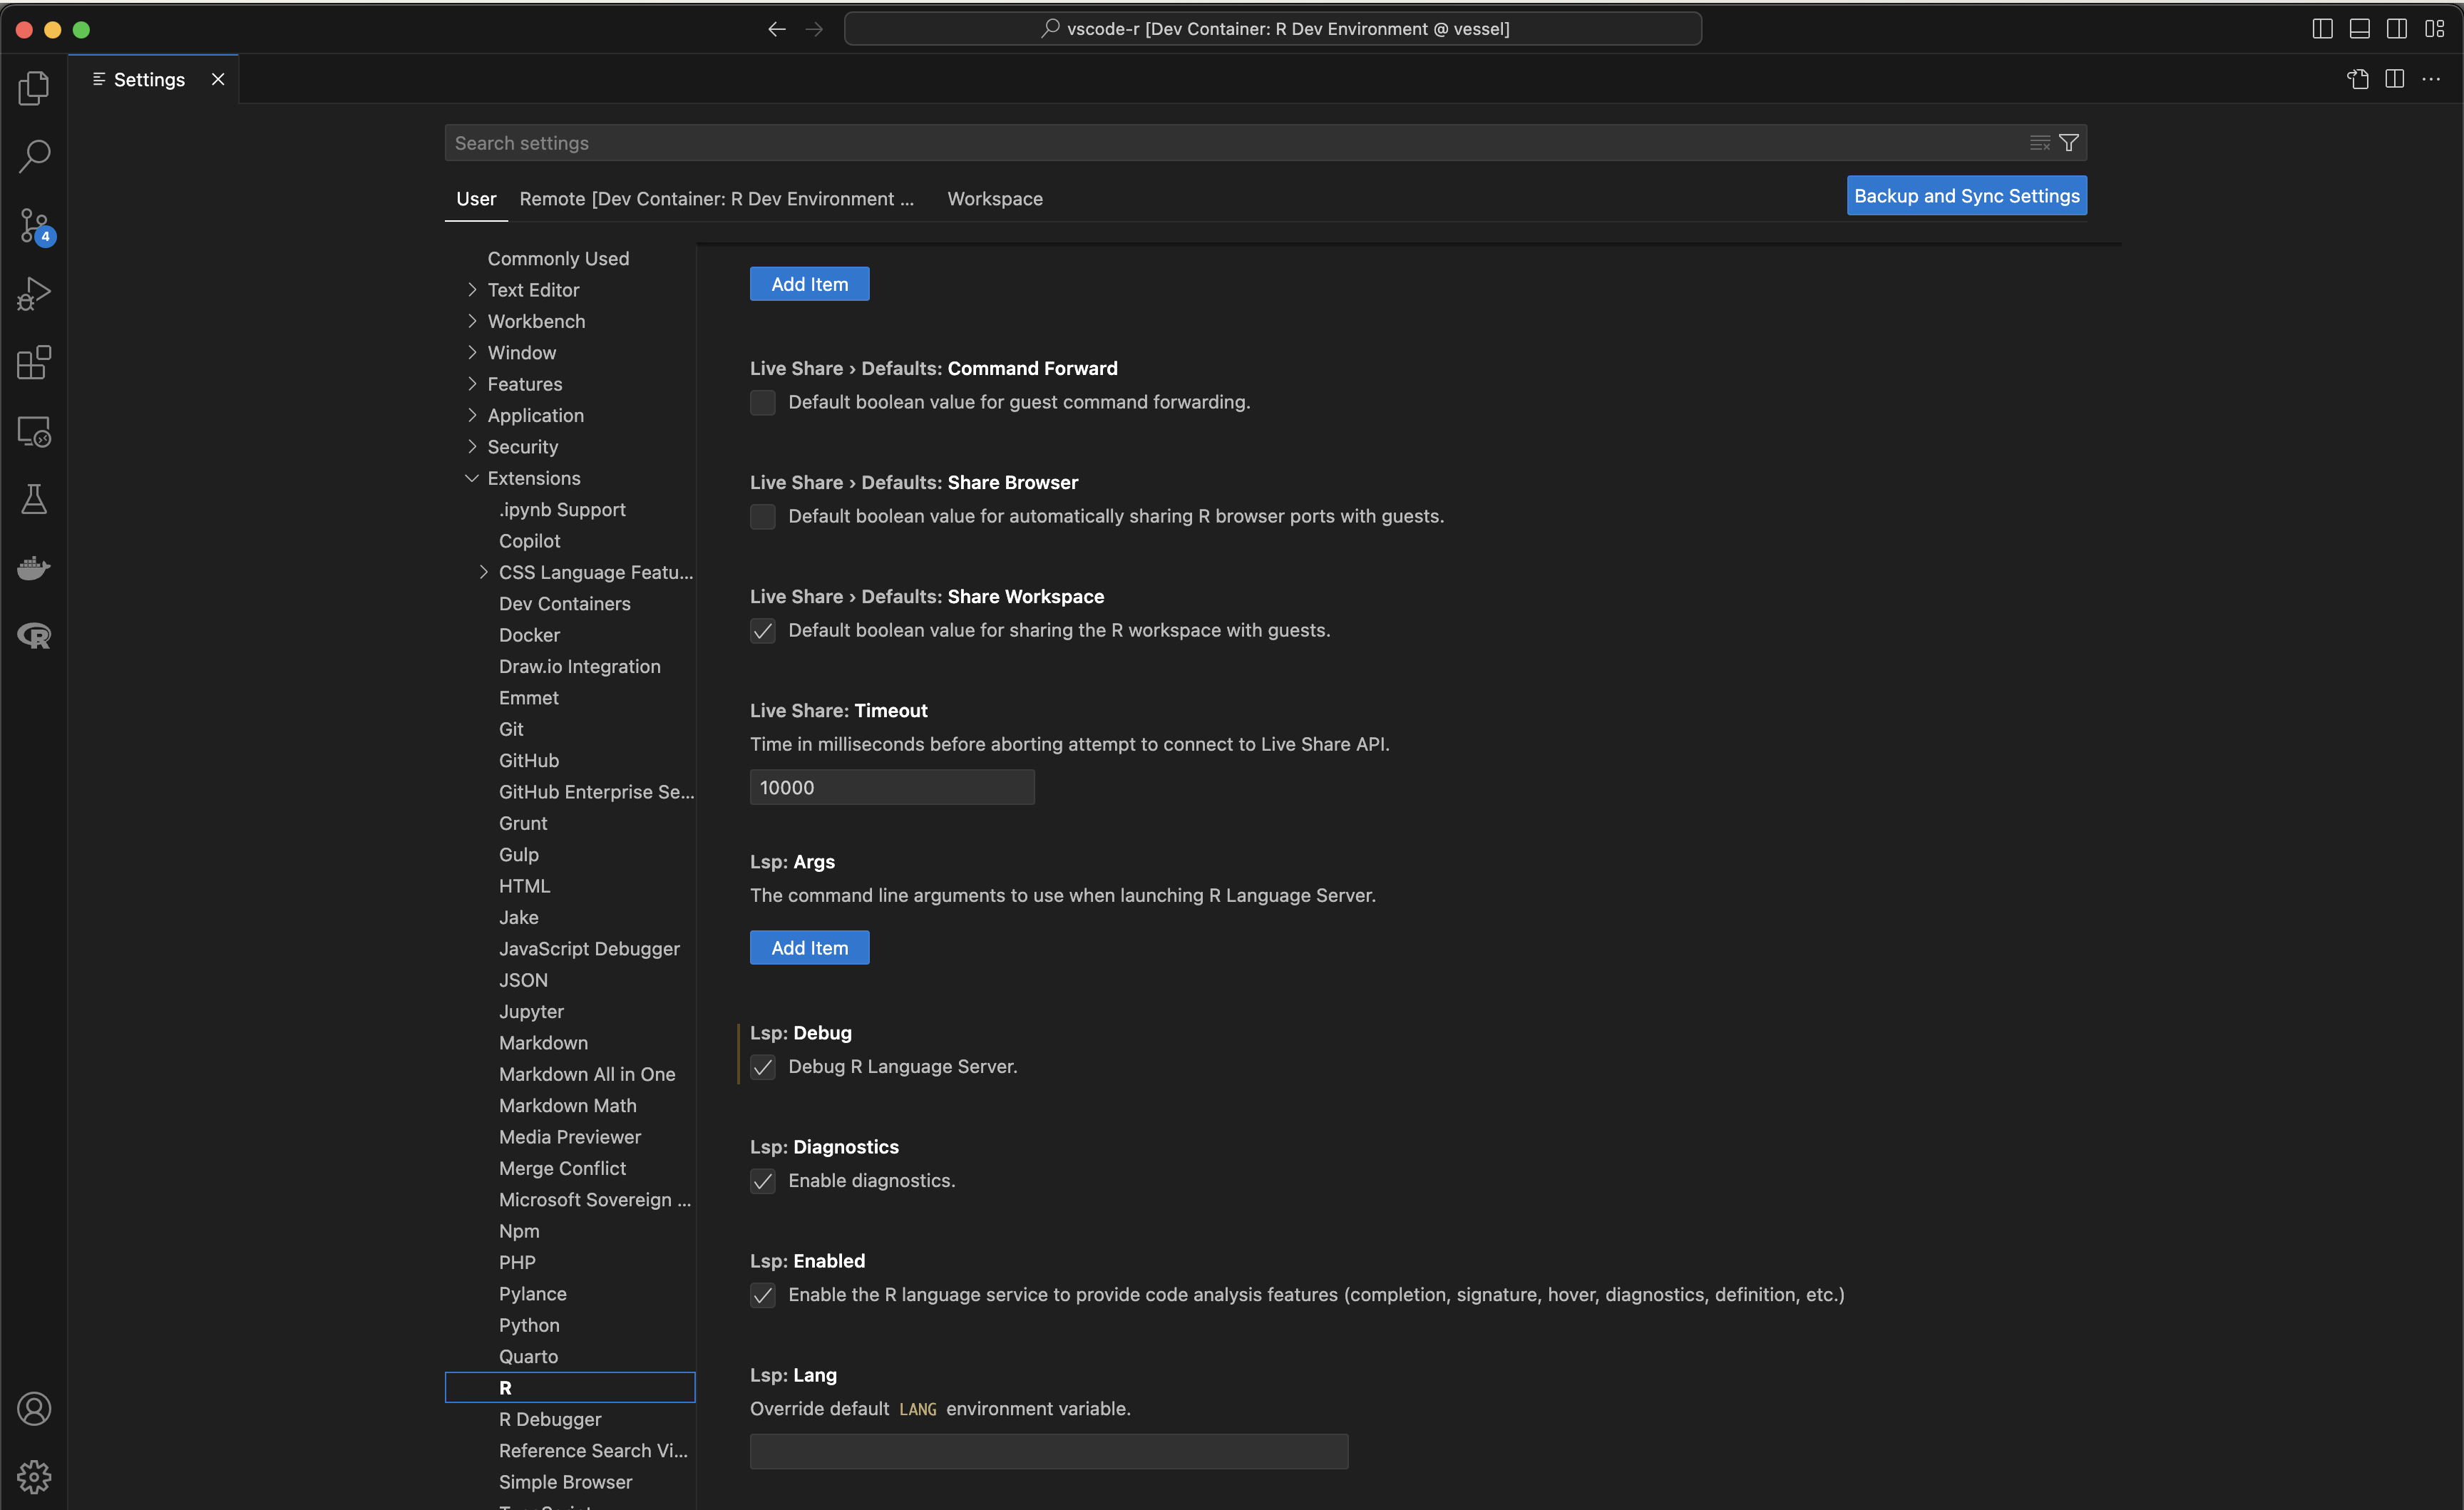 vscode-r [Dev Container: R Dev Environment @ vessel]
Settings
Search settings
User
Remote [Dev Container: R Dev Environment ...
Workspace
Backup and Sync Settings
4
Commonly Used
Text Editor
Workbench
Window
Features
Application
Security
Extensions
.ipynb Support
Copilot
CSS Language Featu...
Dev Containers
Docker
Draw.io Integration
Emmet
Git
GitHub
GitHub Enterprise Se...
Grunt
Gulp
HTML
Jake
JavaScript Debugger
JSON
Jupyter
Markdown
Markdown All in One
Markdown Math
Media Previewer
Merge Conflict
Microsoft Sovereign ...
Npm
PHP
Pylance
Python
Quarto
R
R Debugger
Reference Search Vi...
Simple Browser
Add Item
Live Share › Defaults: Command Forward
Default boolean value for guest command forwarding.
Live Share › Defaults: Share Browser
Default boolean value for automatically sharing R browser ports with guests.
Live Share › Defaults: Share Workspace
Default boolean value for sharing the R workspace with guests.
Live Share: Timeout
Time in milliseconds before aborting attempt to connect to Live Share API.
10000
Lsp: Args
The command line arguments to use when launching R Language Server.
Add Item
Lsp: Debug
Debug R Language Server.
Lsp: Diagnostics
Enable diagnostics.
Lsp: Enabled
Enable the R language service to provide code analysis features (completion, signature, hover, diagnostics, definition, etc.)
Lsp: Lang
Override default LANG environment variable.